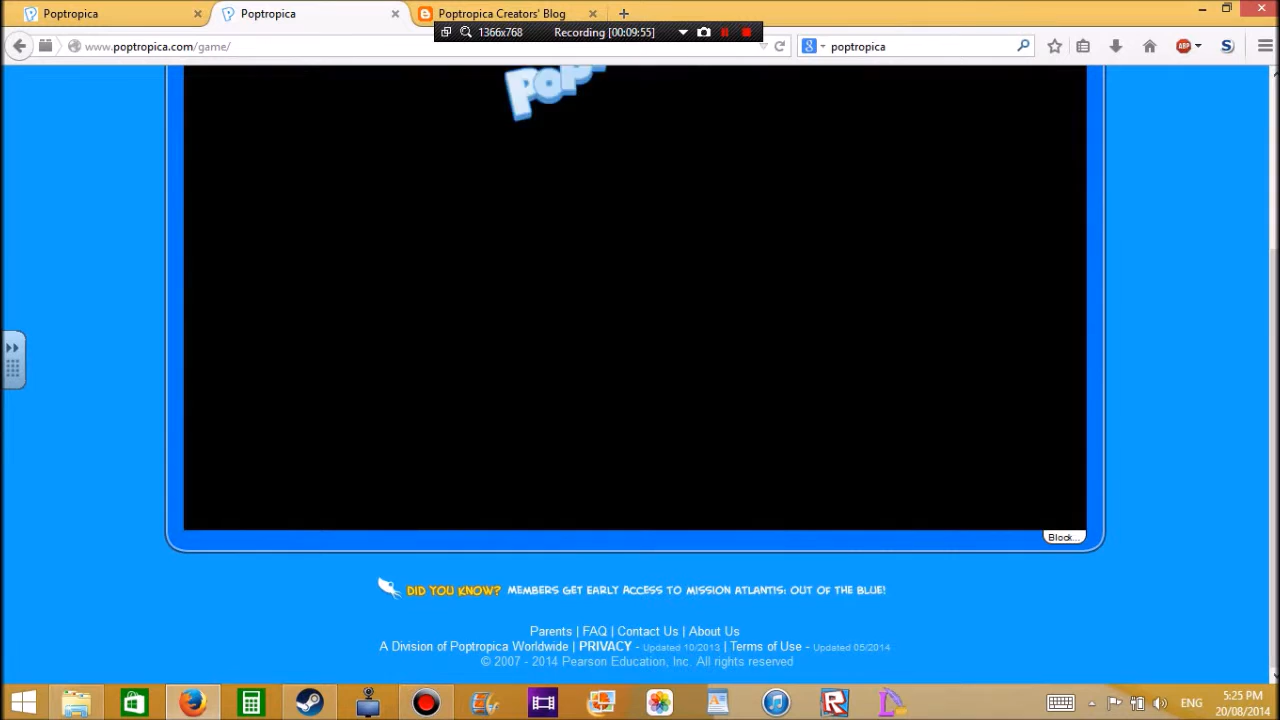 Poptropica
Poptropica
Poptropica Creators' Blog
1366x768
Recording [00:09:55]
www.poptropica.com/game/
poptropica
ABP
S
POP
Block...
DID YOU KNOW? MEMBERS GET EARLY ACCESS TO MISSION ATLANTIS: OUT OF THE BLUE!
Parents | FAQ | Contact Us | About Us
A Division of Poptropica Worldwide | PRIVACY - Updated 10/2013 | Terms of Use - Updated 05/2014
© 2007 - 2014 Pearson Education, Inc. All rights reserved
ENG
5:25 PM
20/08/2014